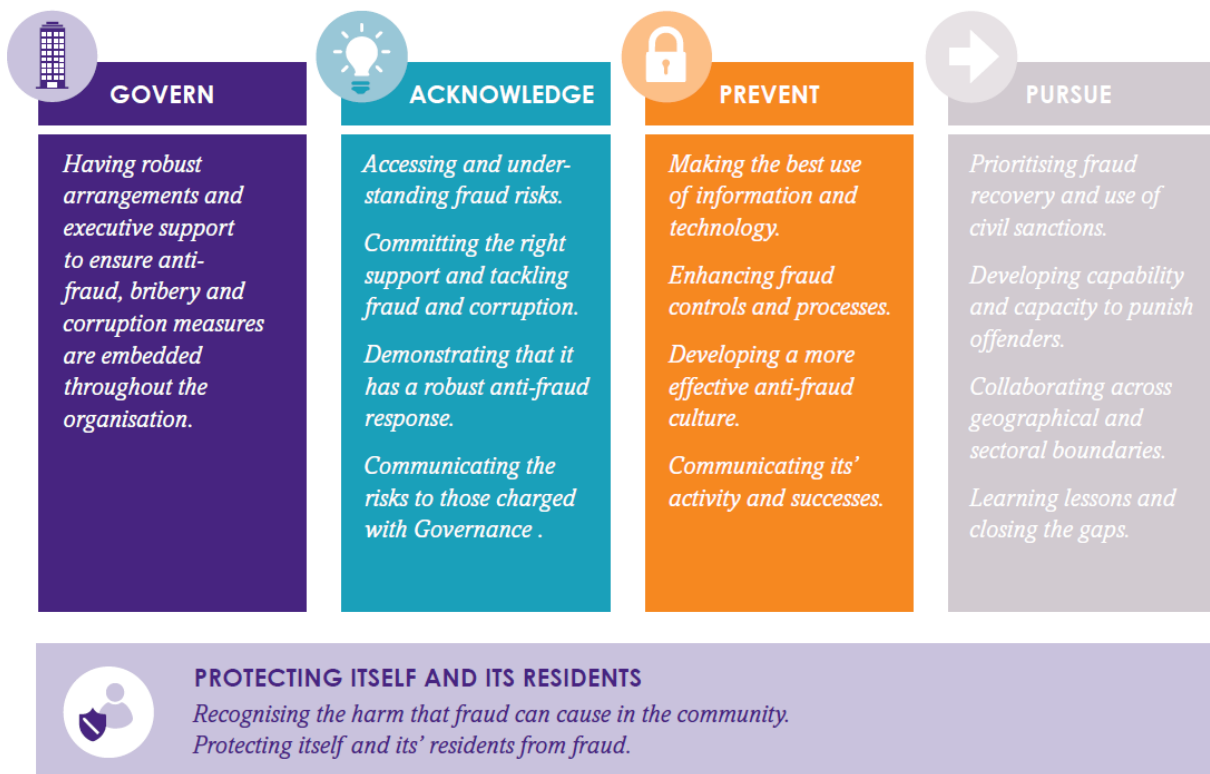 GOVERN
Having robust
arrangements and
executive support
to ensure anti-
fraud, bribery and
corruption measures
are embedded
throughout the
organisation.
ACKNOWLEDGE
Accessing and under-
standing fraud risks.
Committing the right
support and tackling
fraud and corruption.
Demonstrating that it
has a robust anti-fraud
response.
Communicating the
risks to those charged
with Governance .
PREVENT
Making the best use
of information and
technology.
Enhancing fraud
controls and processes.
Developing a more
effective anti-fraud
culture.
Communicating its’
activity and successes.
PURSUE
Prioritising fraud
recovery and use of
civil sanctions.
Developing capability
and capacity to punish
offenders.
Collaborating across
geographical and
sectoral boundaries.
Learning lessons and
closing the gaps.
PROTECTING ITSELF AND ITS RESIDENTS
Recognising the harm that fraud can cause in the community.
Protecting itself and its’ residents from fraud.